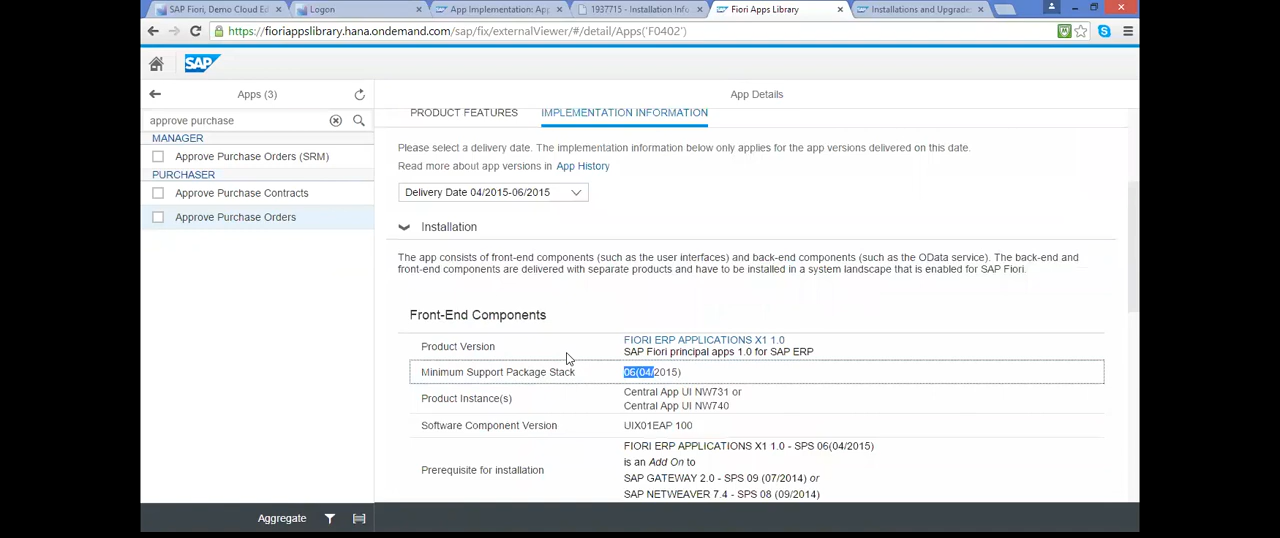 SAP Fiori, Demo Cloud Ed
Logon
App Implementation: App
1937715 - Installation Info
Fiori Apps Library
Installations and Upgrade
https://fioriappslibrary.hana.ondemand.com/sap/fix/externalViewer/#/detail/Apps('F0402')
SAP
Apps (3)
App Details
approve purchase
MANAGER
Approve Purchase Orders (SRM)
PURCHASER
Approve Purchase Contracts
Approve Purchase Orders
PRODUCT FEATURES
IMPLEMENTATION INFORMATION
Please select a delivery date. The implementation information below only applies for the app versions delivered on this date.
Read more about app versions in App History
Delivery Date 04/2015-06/2015
Installation
The app consists of front-end components (such as the user interfaces) and back-end components (such as the OData service). The back-end and
front-end components are delivered with separate products and have to be installed in a system landscape that is enabled for SAP Fiori.
Front-End Components
Product Version
FIORI ERP APPLICATIONS X1 1.0
SAP Fiori principal apps 1.0 for SAP ERP
Minimum Support Package Stack
06(04/2015)
Product Instance(s)
Central App UI NW731 or
Central App UI NW740
Software Component Version
UIX01EAP 100
Prerequisite for installation
FIORI ERP APPLICATIONS X1 1.0 - SPS 06(04/2015)
is an Add On to
SAP GATEWAY 2.0 - SPS 09 (07/2014) or
SAP NETWEAVER 7.4 - SPS 08 (09/2014)
Aggregate